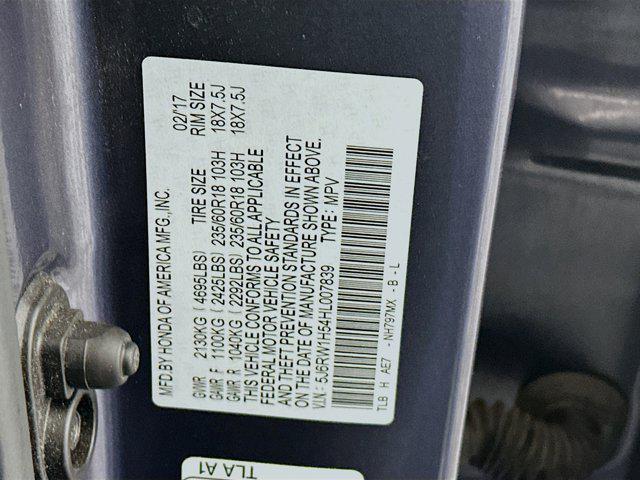 MFD.BY HONDA OF AMERICA MFG.,INC. 02/17
GVWR 2130KG (4695LBS) TIRE SIZE RIM SIZE
GAWR F 1100KG (2425LBS) 235/60R18 103H 18X7.5J
GAWR R 1040KG (2292LBS) 235/60R18 103H 18X7.5J
THIS VEHICLE CONFORMS TO ALL APPLICABLE
FEDERAL MOTOR VEHICLE SAFETY
AND THEFT PREVENTION STANDARDS IN EFFECT
ON THE DATE OF MANUFACTURE SHOWN ABOVE.
V.I.N.: 5J6RW1H54HL007839 TYPE: MPV
TLB H AE7 -NH797MX -B-L
TLA A1